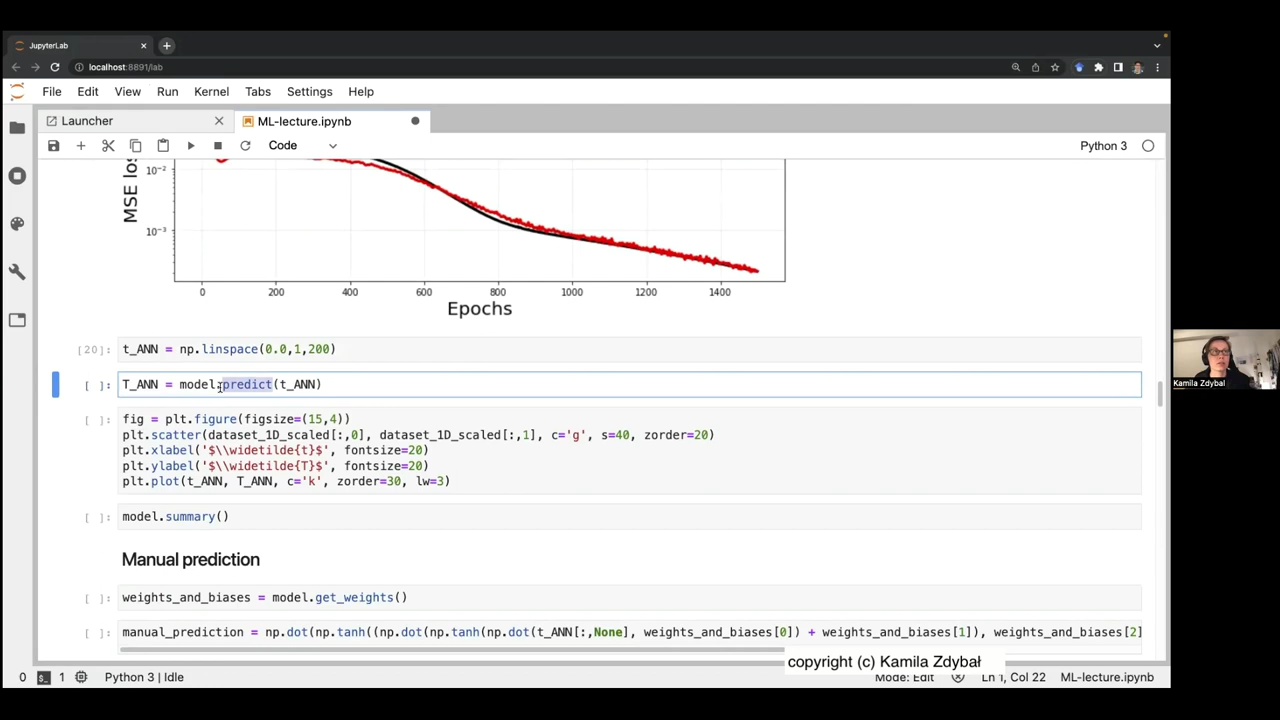 JupyterLab
localhost:8891/lab
File Edit View Run Kernel Tabs Settings Help
Launcher
ML-lecture.ipynb
Code
Python 3
MSE los
10⁻²
10⁻³
0 200 400 600 800 1000 1200 1400
Epochs
[20]: t_ANN = np.linspace(0.0,1,200)
[ ]: T_ANN = model.predict(t_ANN)
[ ]: fig = plt.figure(figsize=(15,4))
plt.scatter(dataset_1D_scaled[:,0], dataset_1D_scaled[:,1], c='g', s=40, zorder=20)
plt.xlabel('$\\widetilde{t}$', fontsize=20)
plt.ylabel('$\\widetilde{T}$', fontsize=20)
plt.plot(t_ANN, T_ANN, c='k', zorder=30, lw=3)
[ ]: model.summary()
Manual prediction
[ ]: weights_and_biases = model.get_weights()
[ ]: manual_prediction = np.dot(np.tanh((np.dot(np.tanh(np.dot(t_ANN[:,None], weights_and_biases[0]) + weights_and_biases[1]), weights_and_biases[2]
copyright (c) Kamila Zdybał
0 1 Python 3 | Idle
Mode: Edit Ln 1, Col 22 ML-lecture.ipynb
Kamila Zdybal